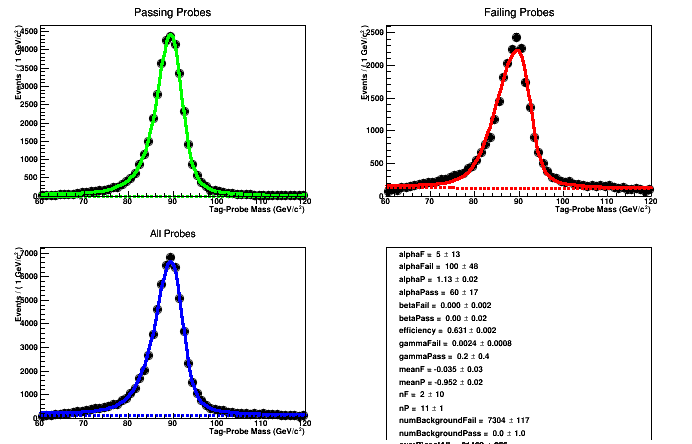 Passing Probes
Events / ( 1 GeV/c² )
4500
4000
3500
3000
2500
2000
1500
1000
500
0
60 70 80 90 100 110 120
Tag-Probe Mass (GeV/c²)
Failing Probes
Events / ( 1 GeV/c² )
2500
2000
1500
1000
500
60 70 80 90 100 110 120
Tag-Probe Mass (GeV/c²)
All Probes
Events / ( 1 GeV/c² )
7000
6000
5000
4000
3000
2000
1000
0
60 70 80 90 100 110 120
Tag-Probe Mass (GeV/c²)
alphaF = 5 ± 13
alphaFail = 100 ± 48
alphaP = 1.13 ± 0.02
alphaPass = 60 ± 17
betaFail = 0.000 ± 0.002
betaPass = 0.00 ± 0.02
efficiency = 0.631 ± 0.002
gammaFail = 0.0024 ± 0.0008
gammaPass = 0.2 ± 0.4
meanF = -0.035 ± 0.03
meanP = -0.952 ± 0.02
nF = 2 ± 10
nP = 11 ± 1
numBackgroundFail = 7304 ± 117
numBackgroundPass = 0.0 ± 1.0